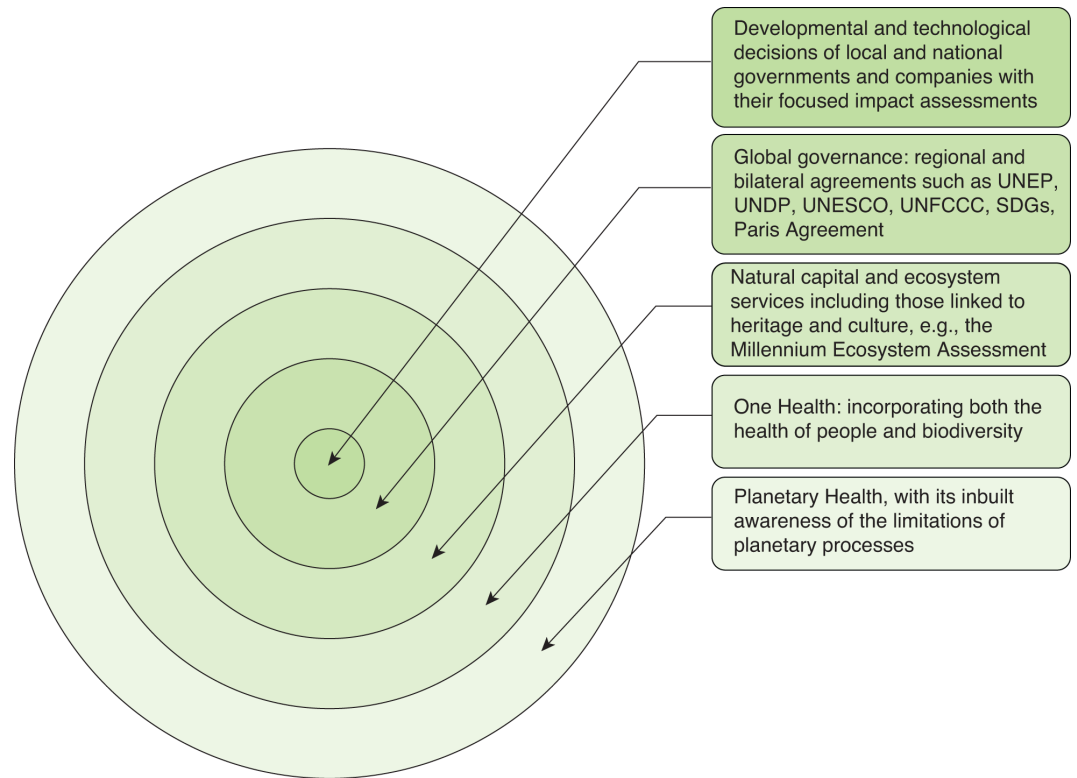 Developmental and technological
decisions of local and national
governments and companies with
their focused impact assessments
Global governance: regional and
bilateral agreements such as UNEP,
UNDP, UNESCO, UNFCCC, SDGs,
Paris Agreement
Natural capital and ecosystem
services including those linked to
heritage and culture, e.g., the
Millennium Ecosystem Assessment
One Health: incorporating both the
health of people and biodiversity
Planetary Health, with its inbuilt
awareness of the limitations of
planetary processes